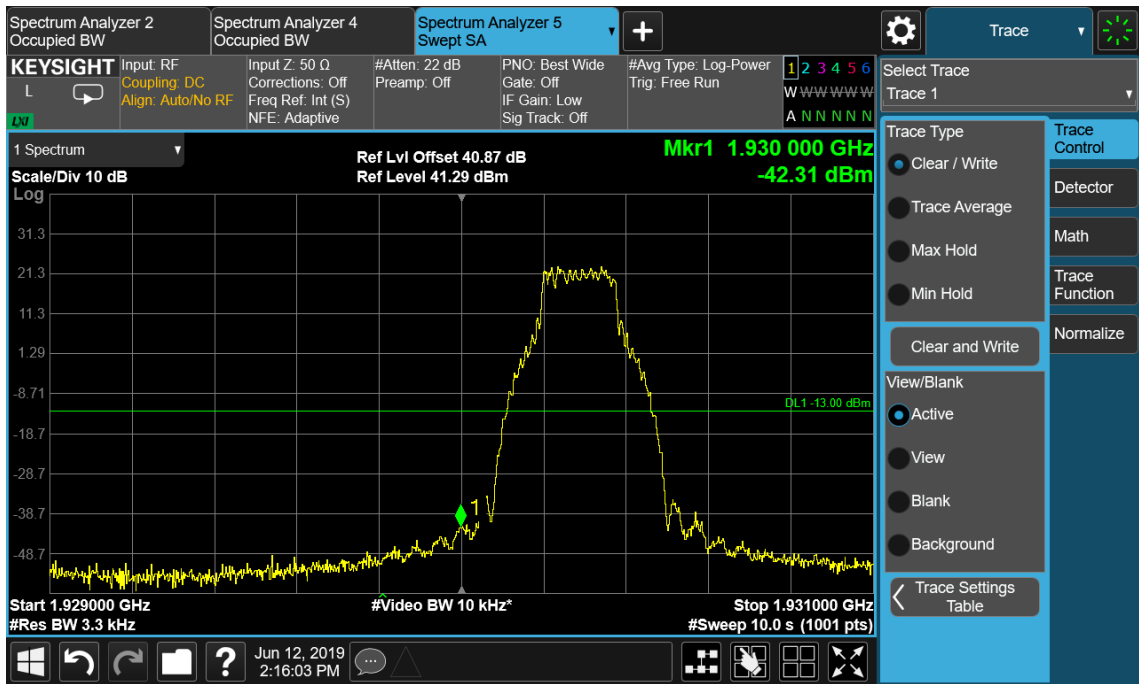 Spectrum Analyzer 2
Occupied BW
Spectrum Analyzer 4
Occupied BW
Spectrum Analyzer 5
Swept SA
Trace
KEYSIGHT
L
LXI
Input: RF
Coupling: DC
Align: Auto/No RF
Input Z: 50 Ω
Corrections: Off
Freq Ref: Int (S)
NFE: Adaptive
#Atten: 22 dB
Preamp: Off
PNO: Best Wide
Gate: Off
IF Gain: Low
Sig Track: Off
#Avg Type: Log-Power
Trig: Free Run
1 2 3 4 5 6
W W W W W W
A N N N N N
1 Spectrum
Scale/Div 10 dB
Ref Lvl Offset 40.87 dB
Ref Level 41.29 dBm
Mkr1 1.930 000 GHz
-42.31 dBm
Log
31.3
21.3
11.3
1.29
-8.71
-18.7
-28.7
-38.7
-48.7
DL1 -13.00 dBm
1
Start 1.929000 GHz
#Res BW 3.3 kHz
#Video BW 10 kHz*
Stop 1.931000 GHz
#Sweep 10.0 s (1001 pts)
Jun 12, 2019
2:16:03 PM
Select Trace
Trace 1
Trace Type
Clear / Write
Trace Average
Max Hold
Min Hold
Clear and Write
View/Blank
Active
View
Blank
Background
Trace Settings
Table
Trace
Control
Detector
Math
Trace
Function
Normalize